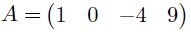 A = (1 0 −4 9)